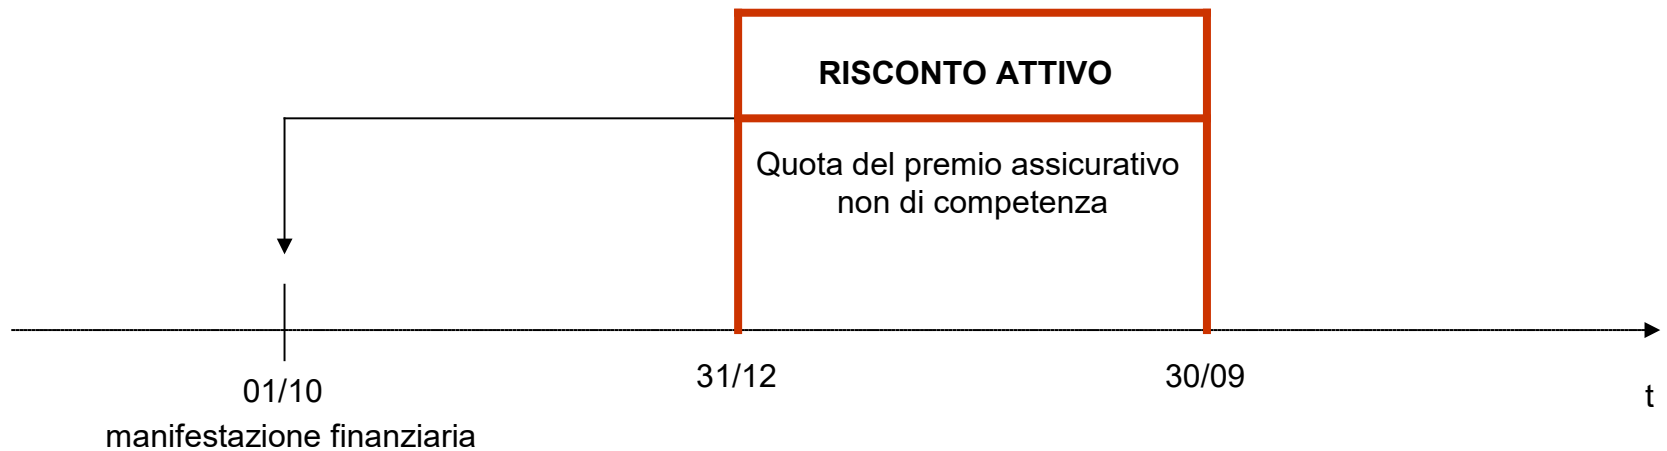 RISCONTO ATTIVO
Quota del premio assicurativo
non di competenza
01/10
31/12
30/09
t
manifestazione finanziaria